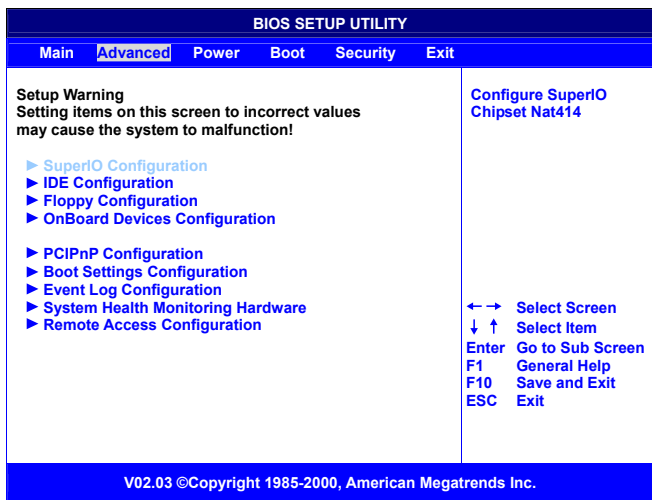 BIOS SETUP UTILITY
Main Advanced Power Boot Security Exit
Setup Warning
Setting items on this screen to incorrect values
may cause the system to malfunction!
► SuperIO Configuration
► IDE Configuration
► Floppy Configuration
► OnBoard Devices Configuration
► PCIPnP Configuration
► Boot Settings Configuration
► Event Log Configuration
► System Health Monitoring Hardware
► Remote Access Configuration
Configure SuperIO
Chipset Nat414
←→ Select Screen
↓ ↑ Select Item
Enter Go to Sub Screen
F1 General Help
F10 Save and Exit
ESC Exit
V02.03 ©Copyright 1985-2000, American Megatrends Inc.